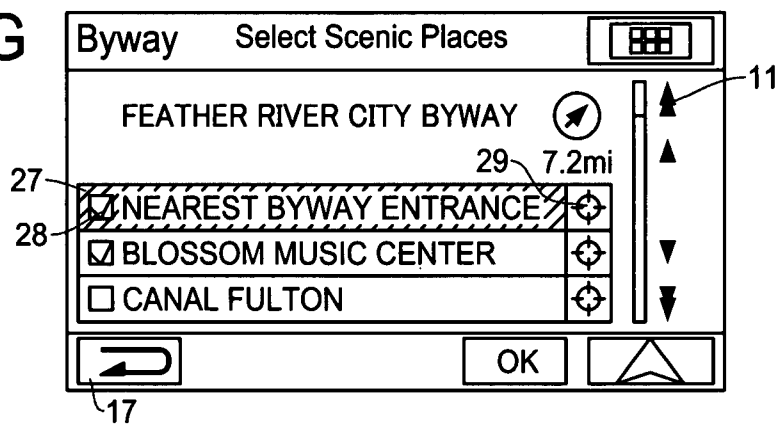 G
Byway Select Scenic Places
11
FEATHER RIVER CITY BYWAY
29 7.2mi
27
NEAREST BYWAY ENTRANCE
28
BLOSSOM MUSIC CENTER
CANAL FULTON
OK
17